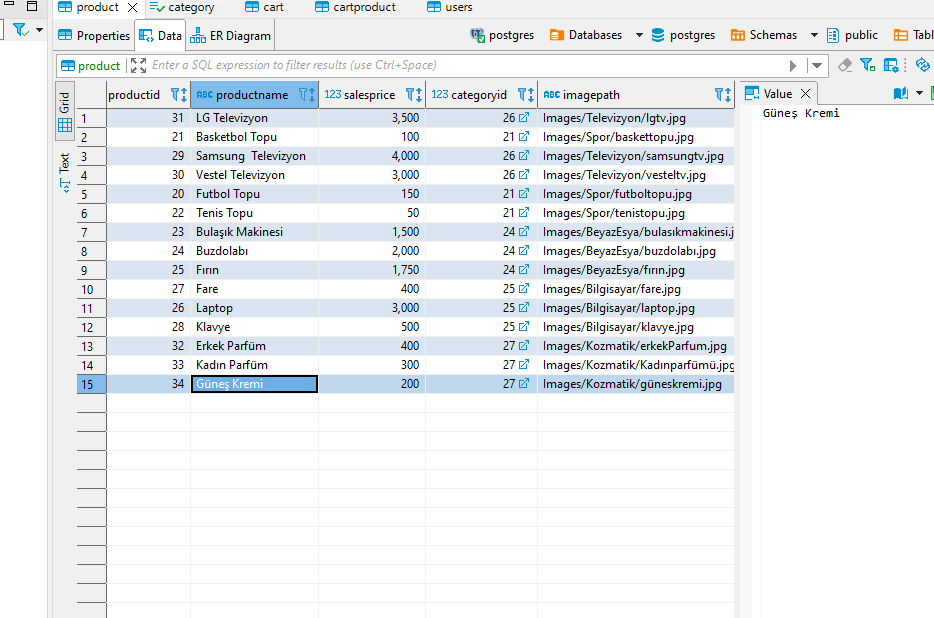 product category cart cartproduct users
Properties Data ER Diagram postgres Databases postgres Schemas public Tabl
product Enter a SQL expression to filter results (use Ctrl+Space)
Grid
Text
productid ABC productname 123 salesprice 123 categoryid ABC imagepath
1 31 LG Televizyon 3,500 26 Images/Televizyon/lgtv.jpg
2 21 Basketbol Topu 100 21 Images/Spor/baskettopu.jpg
3 29 Samsung  Televizyon 4,000 26 Images/Televizyon/samsungtv.jpg
4 30 Vestel Televizyon 3,000 26 Images/Televizyon/vesteltv.jpg
5 20 Futbol Topu 150 21 Images/Spor/futboltopu.jpg
6 22 Tenis Topu 50 21 Images/Spor/tenistopu.jpg
7 23 Bulaşık Makinesi 1,500 24 Images/BeyazEsya/bulasıkmakinesi.j
8 24 Buzdolabı 2,000 24 Images/BeyazEsya/buzdolabı.jpg
9 25 Fırın 1,750 24 Images/BeyazEsya/fırın.jpg
10 27 Fare 400 25 Images/Bilgisayar/fare.jpg
11 26 Laptop 3,000 25 Images/Bilgisayar/laptop.jpg
12 28 Klavye 500 25 Images/Bilgisayar/klavye.jpg
13 32 Erkek Parfüm 400 27 Images/Kozmatik/erkekParfum.jpg
14 33 Kadın Parfüm 300 27 Images/Kozmatik/Kadınparfümü.jpg
15 34 Güneş Kremi 200 27 Images/Kozmatik/güneskremi.jpg
Value
Güneş Kremi